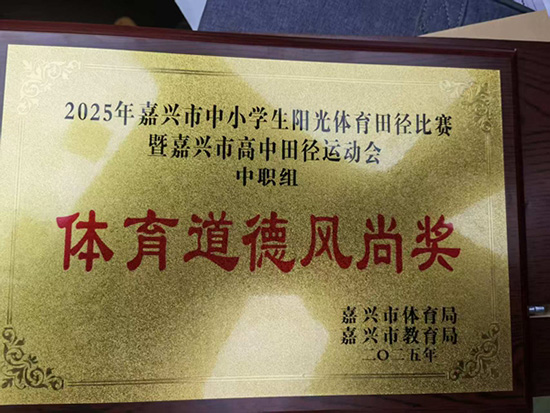 2025年嘉兴市中小学生阳光体育田径比赛
暨嘉兴市高中田径运动会
中职组
体育道德风尚奖
嘉兴市体育局
嘉兴市教育局
二〇二五年